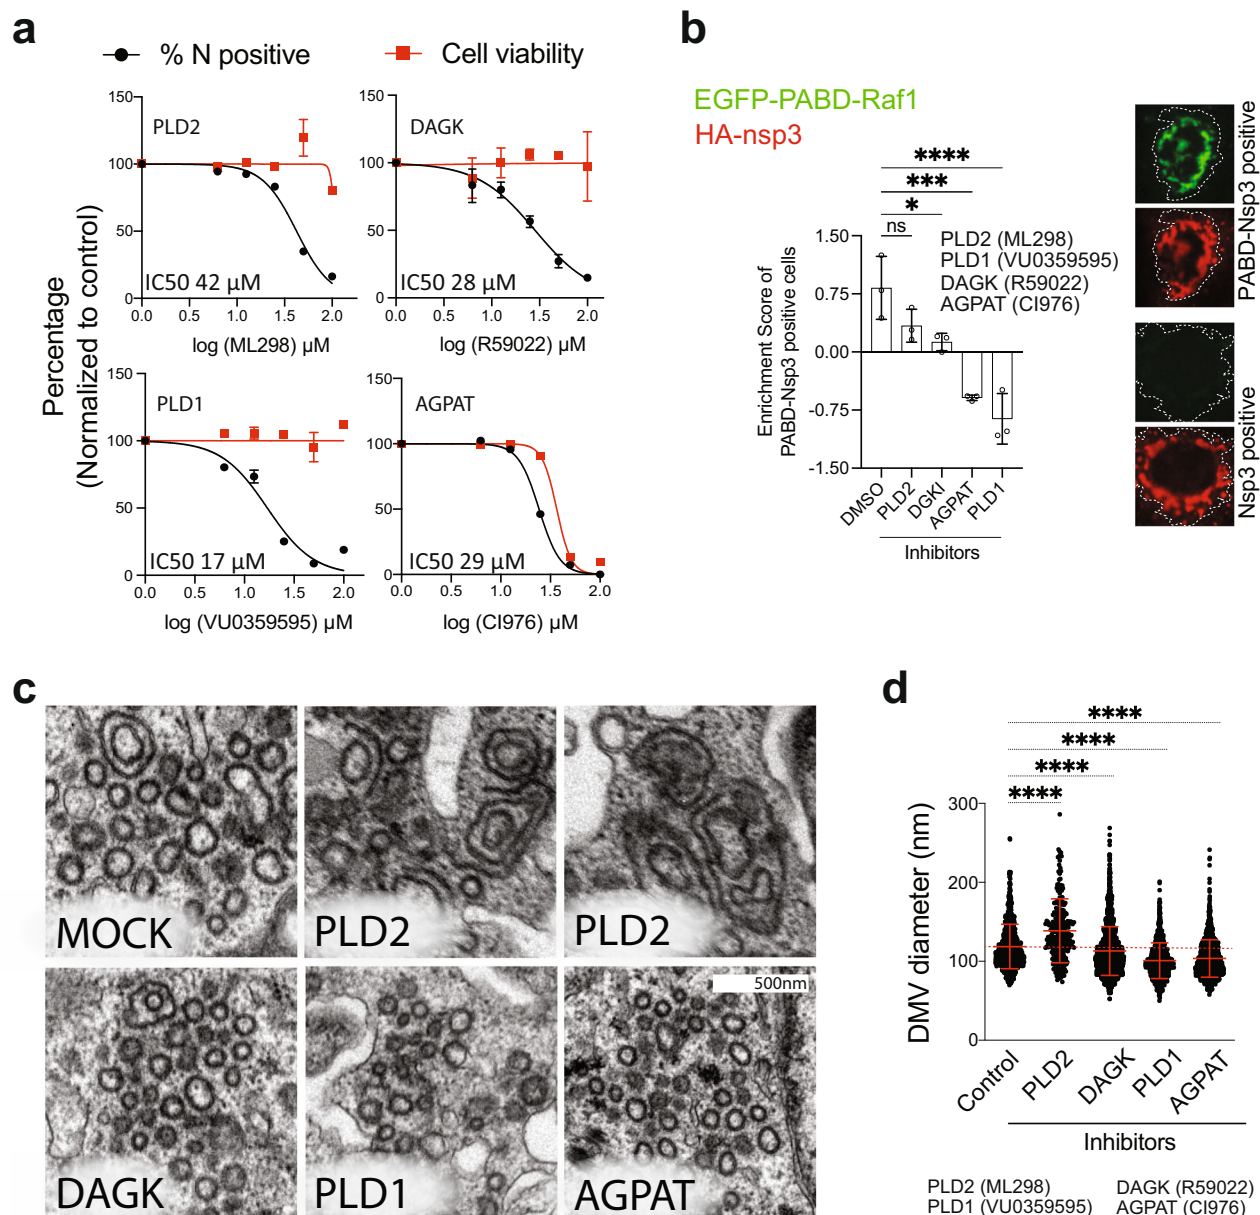 a
% N positive
Cell viability
Percentage
(Normalized to control)
150
100
50
0
PLD2
IC50 42 µM
0.0 0.5 1.0 1.5 2.0
log (ML298) µM
150
100
50
0
DAGK
IC50 28 µM
0.0 0.5 1.0 1.5 2.0
log (R59022) µM
150
100
50
0
PLD1
IC50 17 µM
0.0 0.5 1.0 1.5 2.0
log (VU0359595) µM
150
100
50
0
AGPAT
IC50 29 µM
0.0 0.5 1.0 1.5 2.0
log (CI976) µM
b
EGFP-PABD-Raf1
HA-nsp3
****
***
*
ns
PLD2 (ML298)
PLD1 (VU0359595)
DAGK (R59022)
AGPAT (CI976)
Enrichment Score of
PABD-Nsp3 positive cells
1.50
0.75
0.00
-0.75
-1.50
DMSO
PLD2
DGKI
AGPAT
PLD1
Inhibitors
PABD-Nsp3 positive
Nsp3 positive
c
MOCK
PLD2
PLD2
DAGK
PLD1
500nm
AGPAT
d
****
****
****
****
DMV diameter (nm)
300
200
100
0
Control
PLD2
DAGK
PLD1
AGPAT
Inhibitors
PLD2 (ML298) DAGK (R59022)
PLD1 (VU0359595) AGPAT (CI976)